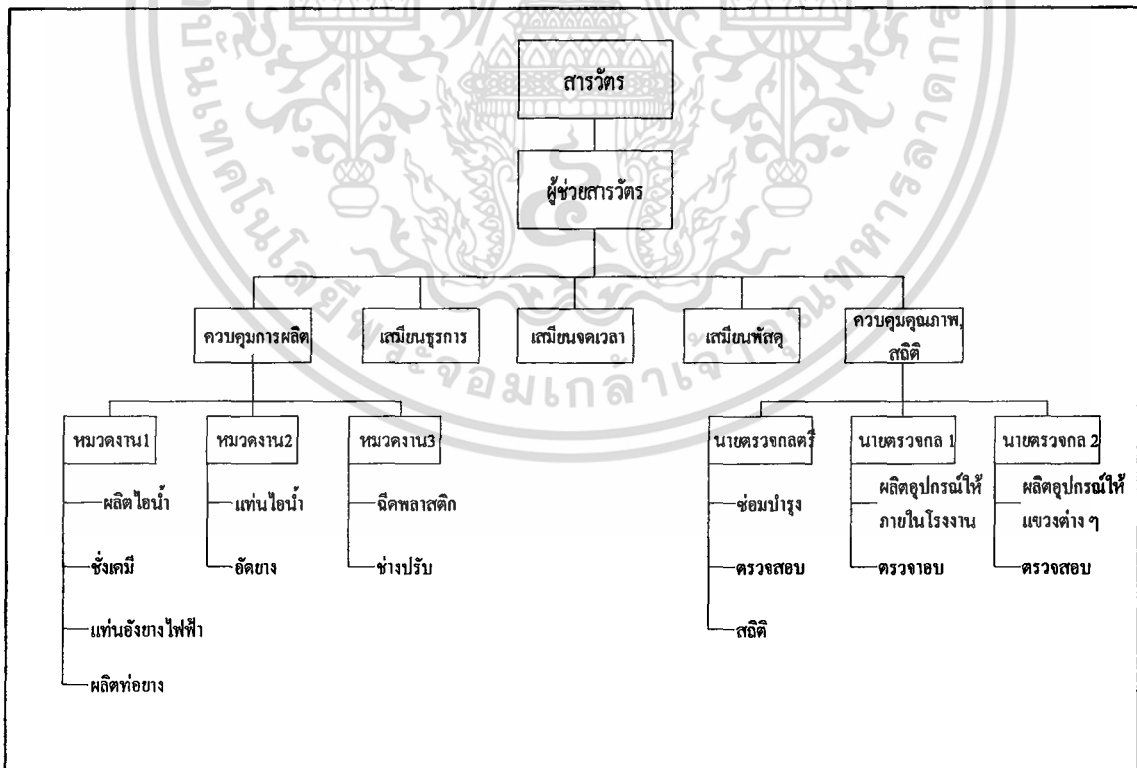 สารวัตร
ผู้ช่วยสารวัตร
ควบคุมการผลิต
เสมียนธุรการ
เสมียนจดเวลา
เสมียนพัสดุ
ควบคุมคุณภาพ,
สถิติ
หมวดงาน1
หมวดงาน2
หมวดงาน3
นายตรวจกลตรี
นายตรวจกล 1
นายตรวจกล 2
ผลิตไอน้ำ
ชั่งเคมี
แท่นอังยางไฟฟ้า
ผลิตท่อยาง
แท่นไอน้ำ
อัดยาง
ฉีดพลาสติก
ช่างปรับ
ซ่อมบำรุง
ตรวจสอบ
สถิติ
ผลิตอุปกรณ์ให้
ภายในโรงงาน
ตรวจาอบ
ผลิตอุปกรณ์ให้
แขวงต่าง ๆ
ตรวจสอบ